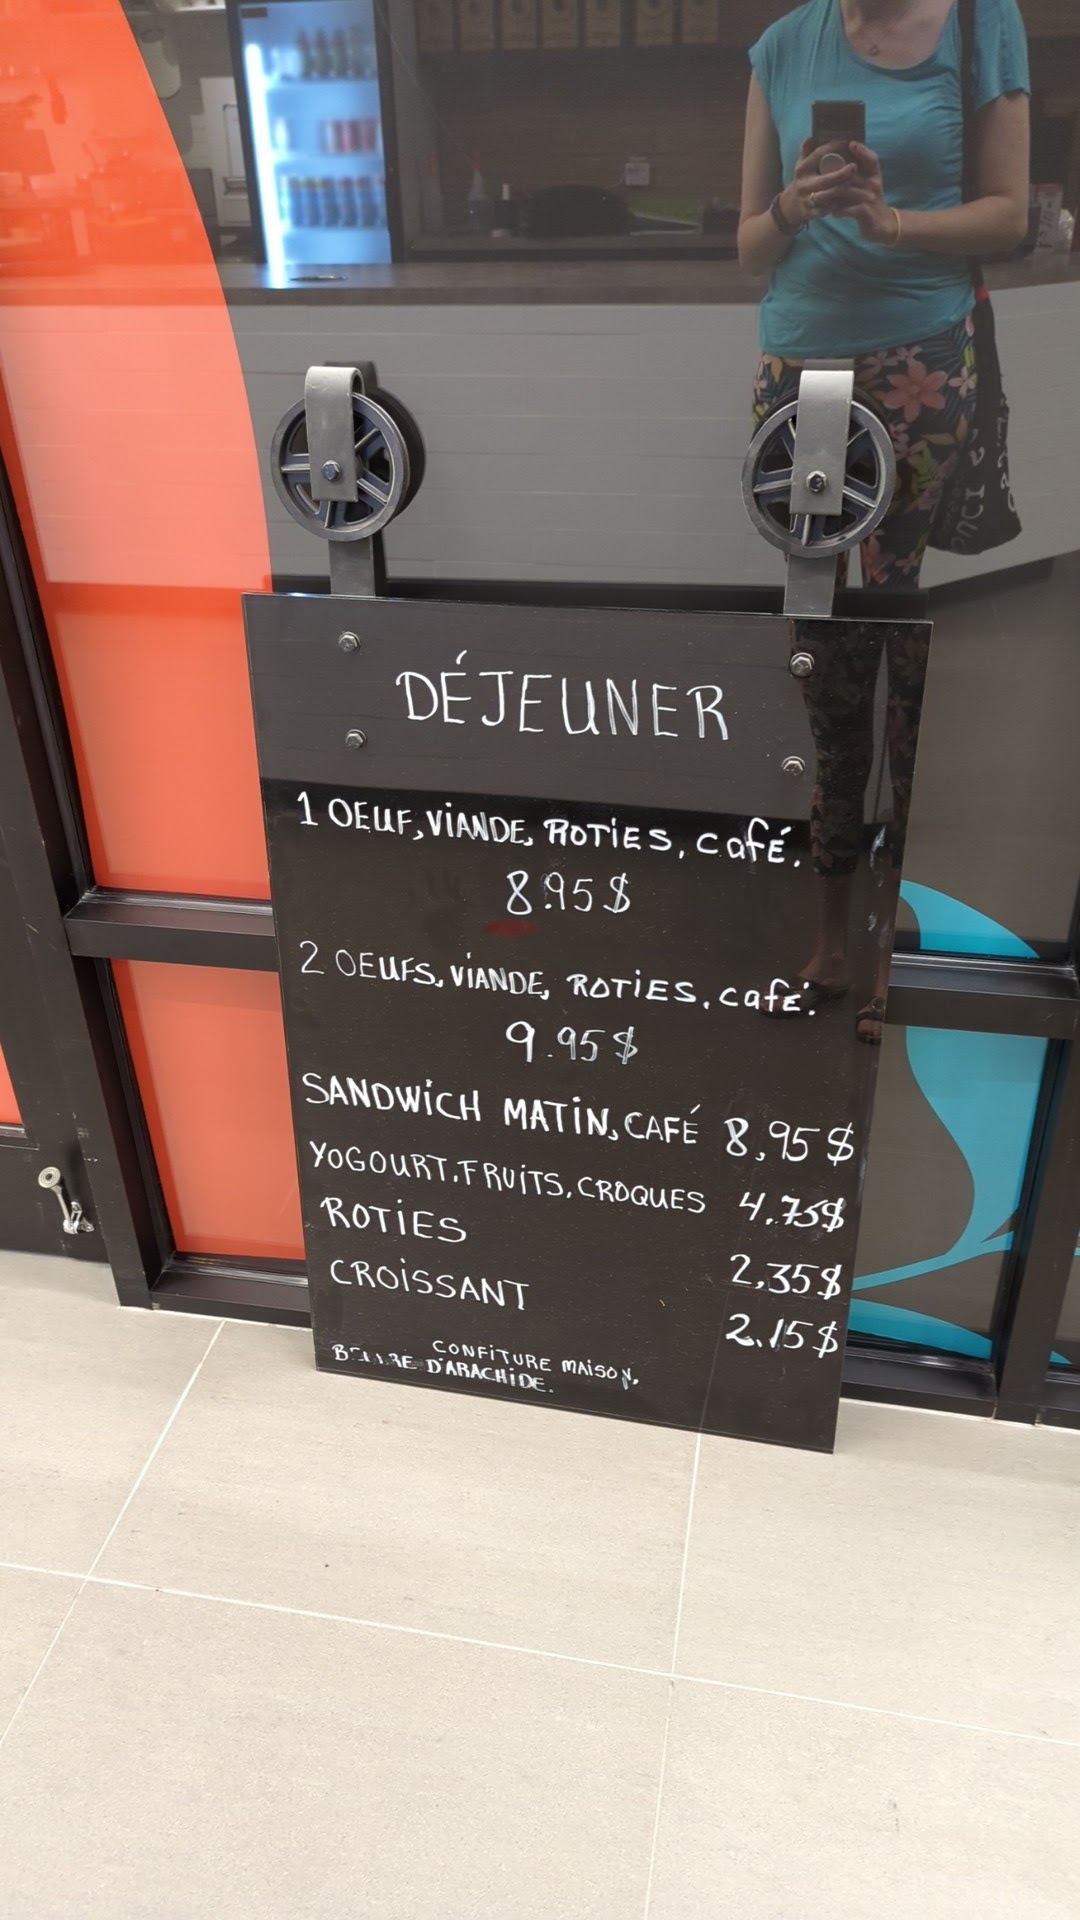 DÉJEUNER
1 OEUF, VIANDE, ROTIES, café.
8.95 $
2 OEUFS, VIANDE, ROTIES, café.
9.95 $
SANDWICH MATIN, CAFÉ 8,95 $
YOGOURT, FRUITS, CROQUES 4.75$
ROTIES 2,35 $
CROISSANT 2.15 $
CONFITURE MAISON,
D'ARACHIDE.